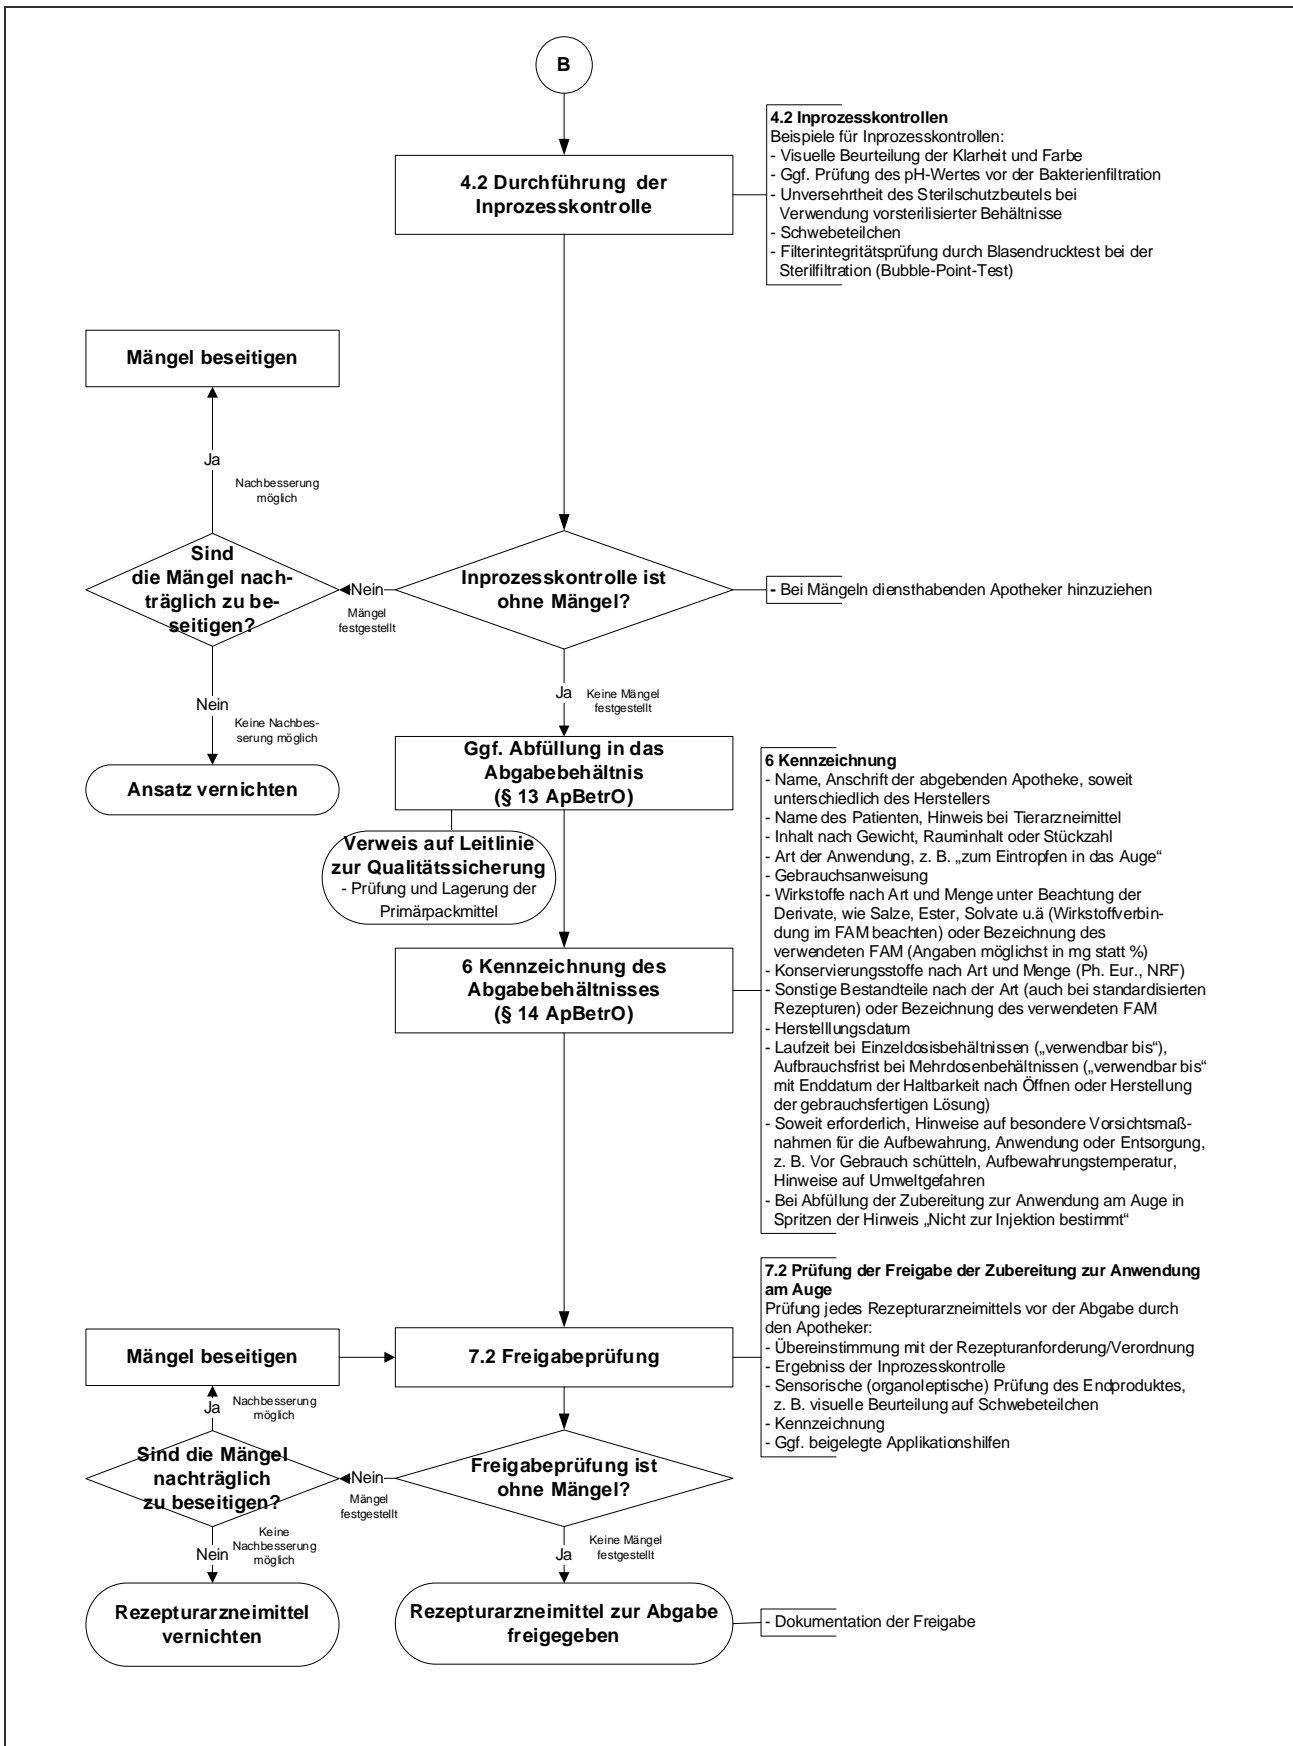 B
4.2 Durchführung der
Inprozesskontrolle
4.2 Inprozesskontrollen
Beispiele für Inprozesskontrollen:
- Visuelle Beurteilung der Klarheit und Farbe
- Ggf. Prüfung des pH-Wertes vor der Bakterienfiltration
- Unversehrtheit des Sterilschutzbeutels bei
Verwendung vorsterilisierter Behältnisse
- Schwebeteilchen
- Filterintegritätsprüfung durch Blasendrucktest bei der
Sterilfiltration (Bubble-Point-Test)
Mängel beseitigen
Ja
Nachbesserung
möglich
Sind
die Mängel nach-
träglich zu be-
seitigen?
Nein
Mängel
festgestellt
Inprozesskontrolle ist
ohne Mängel?
- Bei Mängeln diensthabenden Apotheker hinzuziehen
Nein
Keine Nachbes-
serung möglich
Ansatz vernichten
Ja
Keine Mängel
festgestellt
Ggf. Abfüllung in das
Abgabebehältnis
(§ 13 ApBetrO)
Verweis auf Leitlinie
zur Qualitätssicherung
- Prüfung und Lagerung der
Primärpackmittel
6 Kennzeichnung des
Abgabebehältnisses
(§ 14 ApBetrO)
6 Kennzeichnung
- Name, Anschrift der abgebenden Apotheke, soweit
unterschiedlich des Herstellers
- Name des Patienten, Hinweis bei Tierarzneimittel
- Inhalt nach Gewicht, Rauminhalt oder Stückzahl
- Art der Anwendung, z. B. „zum Eintropfen in das Auge“
- Gebrauchsanweisung
- Wirkstoffe nach Art und Menge unter Beachtung der
Derivate, wie Salze, Ester, Solvate u.ä (Wirkstoffverbin-
dung im FAM beachten) oder Bezeichnung des
verwendeten FAM (Angaben möglichst in mg statt %)
- Konservierungsstoffe nach Art und Menge (Ph. Eur., NRF)
- Sonstige Bestandteile nach der Art (auch bei standardisierten
Rezepturen) oder Bezeichnung des verwendeten FAM
- Herstelllungsdatum
- Laufzeit bei Einzeldosisbehältnissen („verwendbar bis“),
Aufbrauchsfrist bei Mehrdosenbehältnissen („verwendbar bis“
mit Enddatum der Haltbarkeit nach Öffnen oder Herstellung
der gebrauchsfertigen Lösung)
- Soweit erforderlich, Hinweise auf besondere Vorsichtsmaß-
nahmen für die Aufbewahrung, Anwendung oder Entsorgung,
z. B. Vor Gebrauch schütteln, Aufbewahrungstemperatur,
Hinweise auf Umweltgefahren
- Bei Abfüllung der Zubereitung zur Anwendung am Auge in
Spritzen der Hinweis „Nicht zur Injektion bestimmt“
7.2 Prüfung der Freigabe der Zubereitung zur Anwendung
am Auge
Prüfung jedes Rezepturarzneimittels vor der Abgabe durch
den Apotheker:
- Übereinstimmung mit der Rezepturanforderung/Verordnung
- Ergebniss der Inprozesskontrolle
- Sensorische (organoleptische) Prüfung des Endproduktes,
z. B. visuelle Beurteilung auf Schwebeteilchen
- Kennzeichnung
- Ggf. beigelegte Applikationshilfen
Mängel beseitigen
7.2 Freigabeprüfung
Ja
Nachbesserung
möglich
Sind die Mängel
nachträglich
zu beseitigen?
Nein
Mängel
festgestellt
Freigabeprüfung ist
ohne Mängel?
Nein
Keine
Nachbesserung
möglich
Ja
Keine Mängel
festgestellt
Rezepturarzneimittel
vernichten
Rezepturarzneimittel zur Abgabe
freigegeben
- Dokumentation der Freigabe